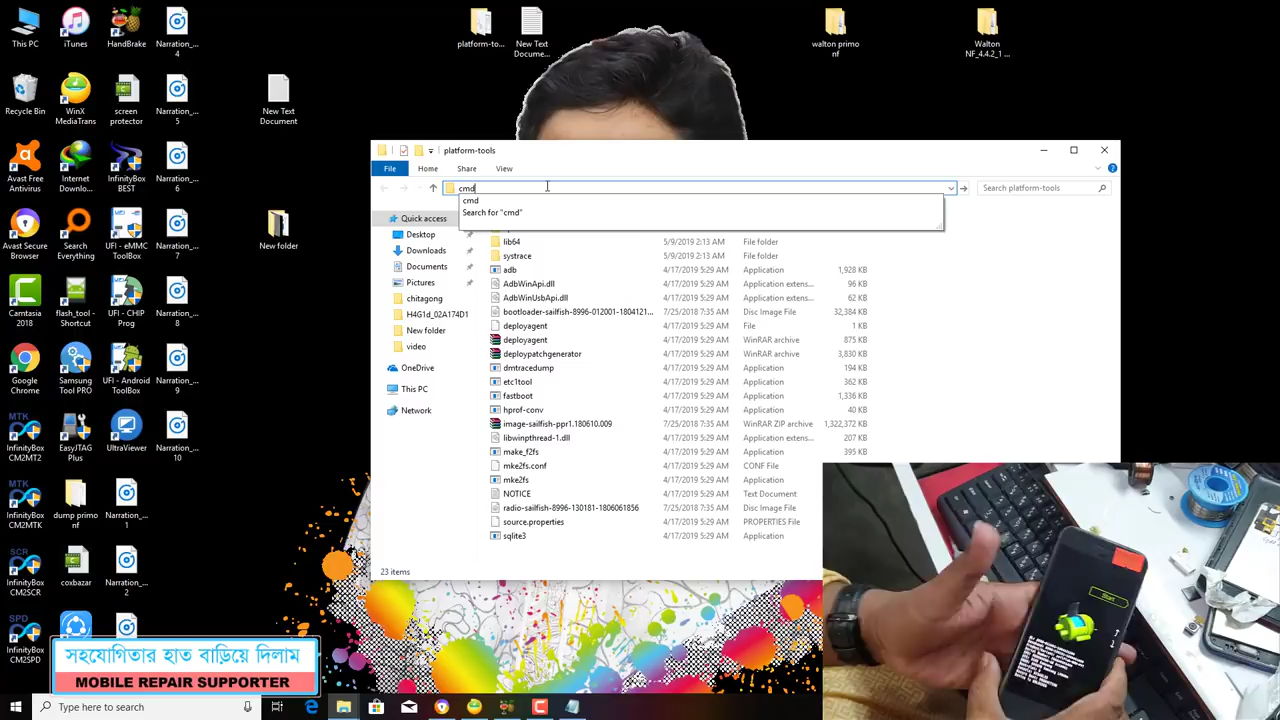 This PC
iTunes
HandBrake
Narration_...
4
platform-to...
New Text
Docume...
walton primo
nf
Walton
NF_4.4.2_1 ...
Recycle Bin
WinX
MediaTrans
screen
protector
Narration_...
5
New Text
Document
Avast Free
Antivirus
Interne
Downlo...
InfinityBox
BEST
Narration_...
6
Avast Secure
Browser
Search
Everything
UFI - eMMC
ToolBox
Narration_...
7
New folder
Camtasia
2018
flash_tool -
Shortcut
UFI - CHIP
Prog
Narration_...
8
Google
Chrome
Samsung
Tool PRO
UFI - Android
ToolBox
Narration_...
9
MTK
InfinityBox
CM2MT2
EasyJTAG
Plus
UltraViewer
Narration_...
10
MTK
InfinityBox
CM2MTK
dump primo
nf
Narration_...
1
SCR
InfinityBox
CM2SCR
coxbazar
Narration_...
2
SPD
InfinityBox
CM2SPD
platform-tools
File
Home
Share
View
cmd
Search platform-tools
cmd
Search for "cmd"
Quick access
Desktop
Downloads
Documents
Pictures
chitagong
H4G1d_02A174D1
New folder
video
OneDrive
This PC
Network
lib64 5/9/2019 2:13 AM File folder
systrace 5/9/2019 2:13 AM File folder
adb 4/17/2019 5:29 AM Application 1,928 KB
AdbWinApi.dll 4/17/2019 5:29 AM Application extens... 96 KB
AdbWinUsbApi.dll 4/17/2019 5:29 AM Application extens... 62 KB
bootloader-sailfish-8996-012001-1804121... 7/25/2018 7:35 AM Disc Image File 32,384 KB
deployagent 4/17/2019 5:29 AM File 1 KB
deployagent 4/17/2019 5:29 AM WinRAR archive 875 KB
deploypatchgenerator 4/17/2019 5:29 AM WinRAR archive 3,830 KB
dmtracedump 4/17/2019 5:29 AM Application 194 KB
etc1tool 4/17/2019 5:29 AM Application 362 KB
fastboot 4/17/2019 5:29 AM Application 1,336 KB
hprof-conv 4/17/2019 5:29 AM Application 40 KB
image-sailfish-ppr1.180610.009 7/25/2018 7:35 AM WinRAR ZIP archive 1,322,372 KB
libwinpthread-1.dll 4/17/2019 5:29 AM Application extens... 207 KB
make_f2fs 4/17/2019 5:29 AM Application 395 KB
mke2fs.conf 4/17/2019 5:29 AM CONF File
mke2fs 4/17/2019 5:29 AM Application
NOTICE 4/17/2019 5:29 AM Text Document
radio-sailfish-8996-130181-1806061856 7/25/2018 7:35 AM Disc Image File
source.properties 4/17/2019 5:29 AM PROPERTIES File
sqlite3 4/17/2019 5:29 AM Application
23 items
Start
সহযোগিতার হাত বাড়িয়ে দিলাম
MOBILE REPAIR SUPPORTER
Type here to search